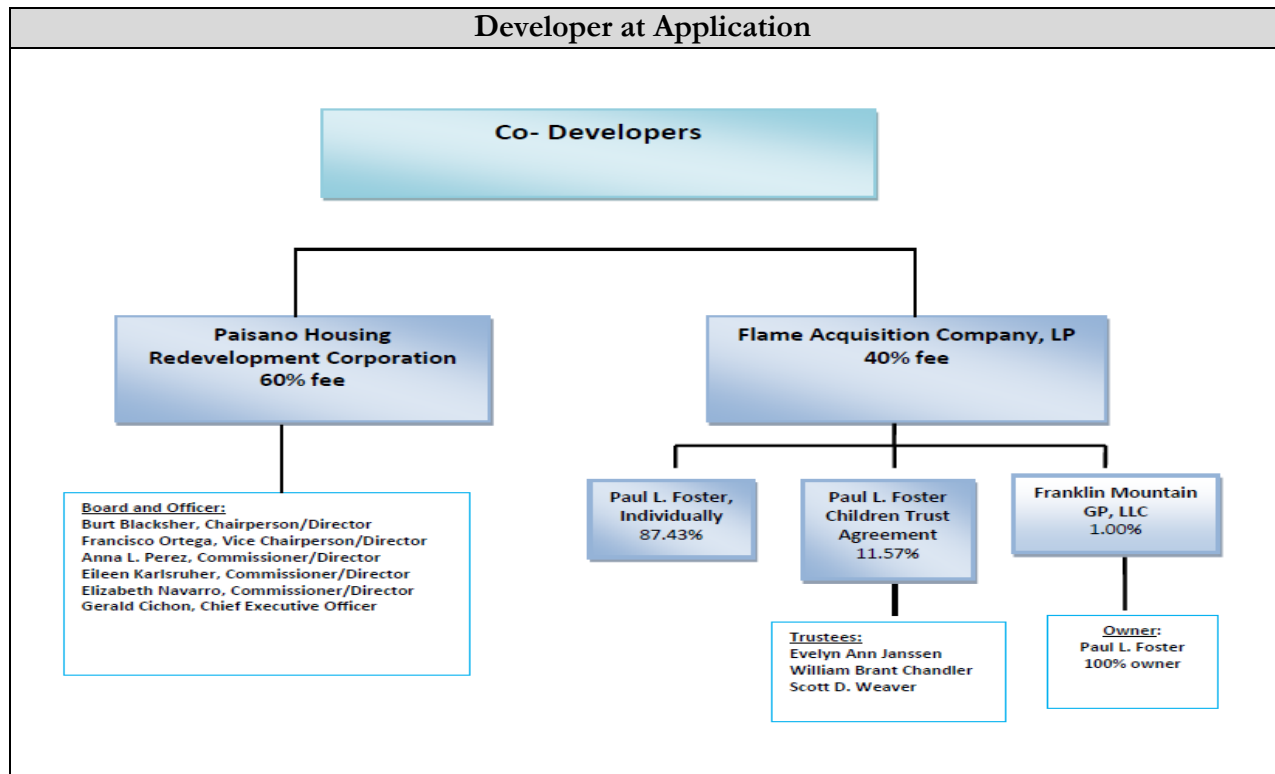 Developer at Application
Co- Developers
Paisano Housing
Redevelopment Corporation
60% fee
Flame Acquisition Company, LP
40% fee
Board and Officer:
Burt Blacksher, Chairperson/Director
Francisco Ortega, Vice Chairperson/Director
Anna L. Perez, Commissioner/Director
Eileen Karlsruher, Commissioner/Director
Elizabeth Navarro, Commissioner/Director
Gerald Cichon, Chief Executive Officer
Paul L. Foster,
Individually
87.43%
Paul L. Foster
Children Trust
Agreement
11.57%
Franklin Mountain
GP, LLC
1.00%
Trustees:
Evelyn Ann Janssen
William Brant Chandler
Scott D. Weaver
Owner:
Paul L. Foster
100% owner